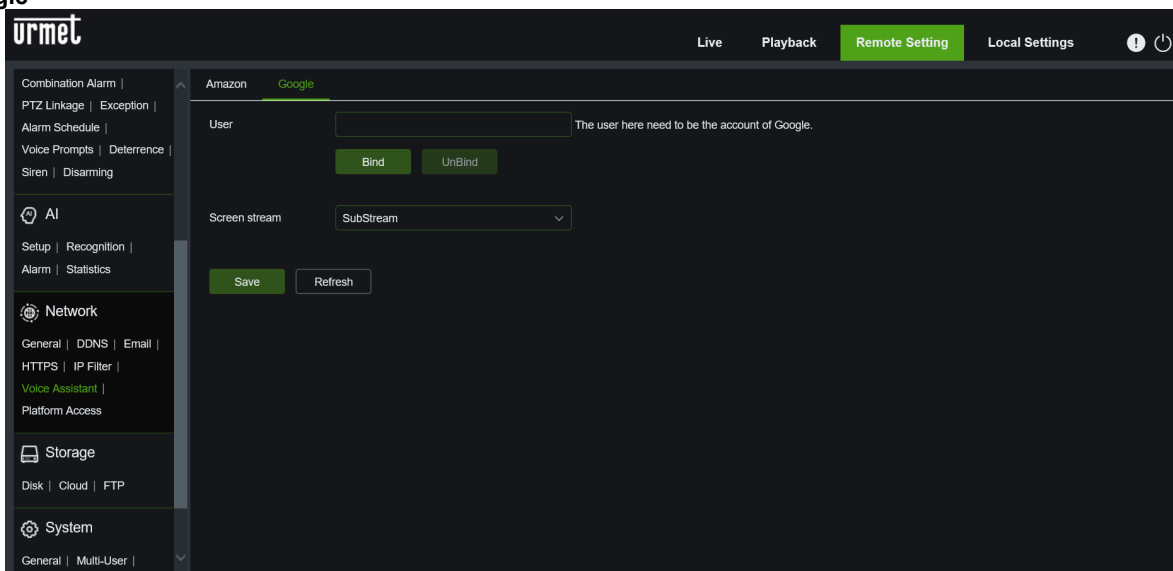 urmet
Live Playback Remote Setting Local Settings
Combination Alarm |
PTZ Linkage | Exception |
Alarm Schedule |
Voice Prompts | Deterrence |
Siren | Disarming
AI
Setup | Recognition |
Alarm | Statistics
Network
General | DDNS | Email |
HTTPS | IP Filter |
Voice Assistant |
Platform Access
Storage
Disk | Cloud | FTP
System
General | Multi-User |
Amazon Google
User The user here need to be the account of Google.
Bind UnBind
Screen stream SubStream
Save Refresh